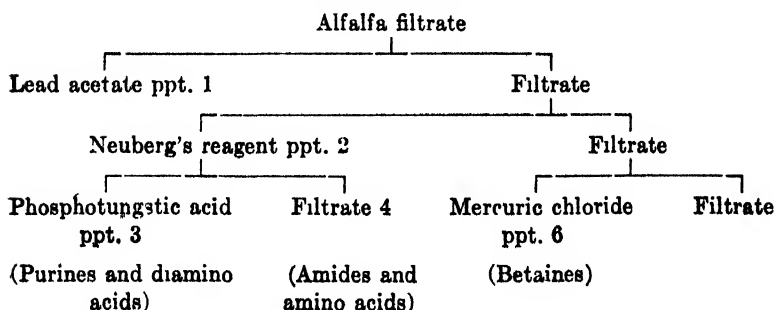 Alfalfa filtrate
Lead acetate ppt. 1 Filtrate
Neuberg's reagent ppt. 2 Filtrate
Phosphotungstic acid Filtrate 4 Mercuric chloride Filtrate
ppt. 3 ppt. 6
(Purines and diamino (Amides and (Betaines)
acids) amino acids)